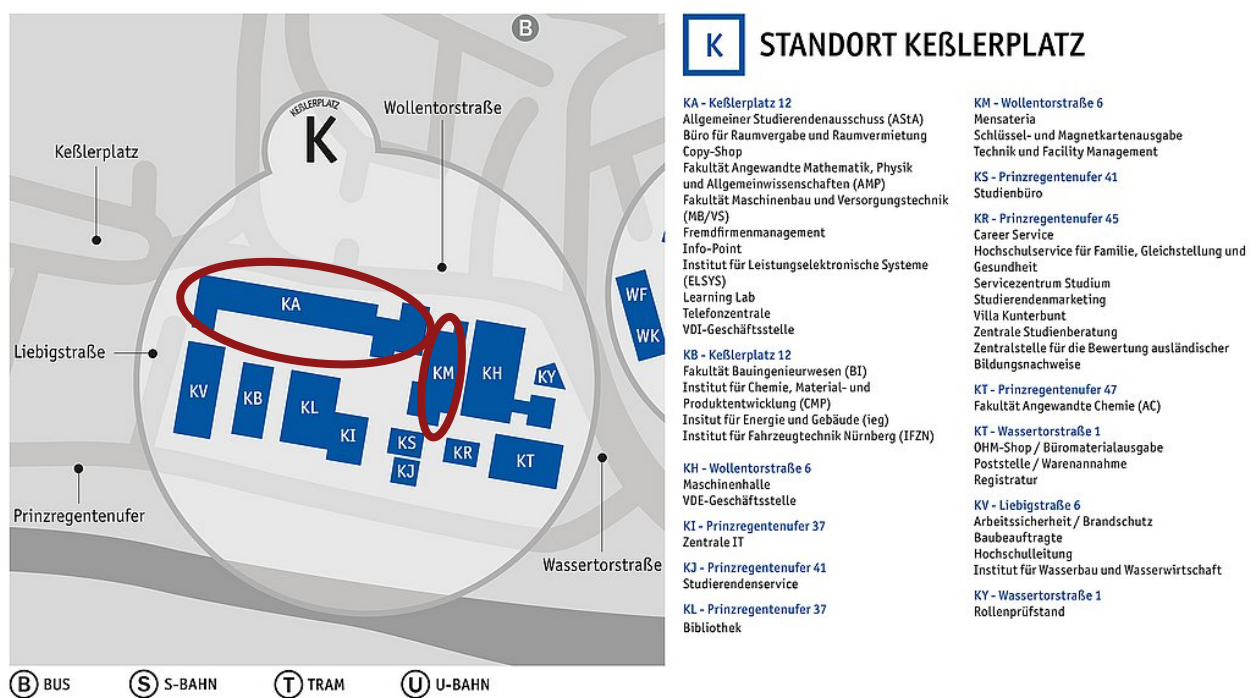 B
KEßLERPLATZ
K
Wollentorstraße
Keßlerplatz
WF
WK
KA
Liebigstraße
KM
KH
KY
KV
KB
KL
KI
KS
KR
KT
KJ
Prinzregentenufer
Wassertorstraße
B BUS
S S-BAHN
T TRAM
U U-BAHN
K STANDORT KEßLERPLATZ
KA - Keßlerplatz 12
Allgemeiner Studierendenausschuss (AStA)
Büro für Raumvergabe und Raumvermietung
Copy-Shop
Fakultät Angewandte Mathematik, Physik
und Allgemeinwissenschaften (AMP)
Fakultät Maschinenbau und Versorgungstechnik
(MB/VS)
Fremdfirmenmanagement
Info-Point
Institut für Leistungselektronische Systeme
(ELSYS)
Learning Lab
Telefonzentrale
VDI-Geschäftsstelle
KB - Keßlerplatz 12
Fakultät Bauingenieurwesen (BI)
Institut für Chemie, Material- und
Produktentwicklung (CMP)
Insitut für Energie und Gebäude (ieg)
Institut für Fahrzeugtechnik Nürnberg (IFZN)
KH - Wollentorstraße 6
Maschinenhalle
VDE-Geschäftsstelle
KI - Prinzregentenufer 37
Zentrale IT
KJ - Prinzregentenufer 41
Studierendenservice
KL - Prinzregentenufer 37
Bibliothek
KM - Wollentorstraße 6
Mensateria
Schlüssel- und Magnetkartenausgabe
Technik und Facility Management
KS - Prinzregentenufer 41
Studienbüro
KR - Prinzregentenufer 45
Career Service
Hochschulservice für Familie, Gleichstellung und
Gesundheit
Servicezentrum Studium
Studierendenmarketing
Villa Kunterbunt
Zentrale Studienberatung
Zentralstelle für die Bewertung ausländischer
Bildungsnachweise
KT - Prinzregentenufer 47
Fakultät Angewandte Chemie (AC)
KT - Wassertorstraße 1
OHM-Shop / Büromaterialausgabe
Poststelle / Warenannahme
Registratur
KV - Liebigstraße 6
Arbeitssicherheit / Brandschutz
Baubeauftragte
Hochschulleitung
Institut für Wasserbau und Wasserwirtschaft
KY - Wassertorstraße 1
Rollenprüfstand